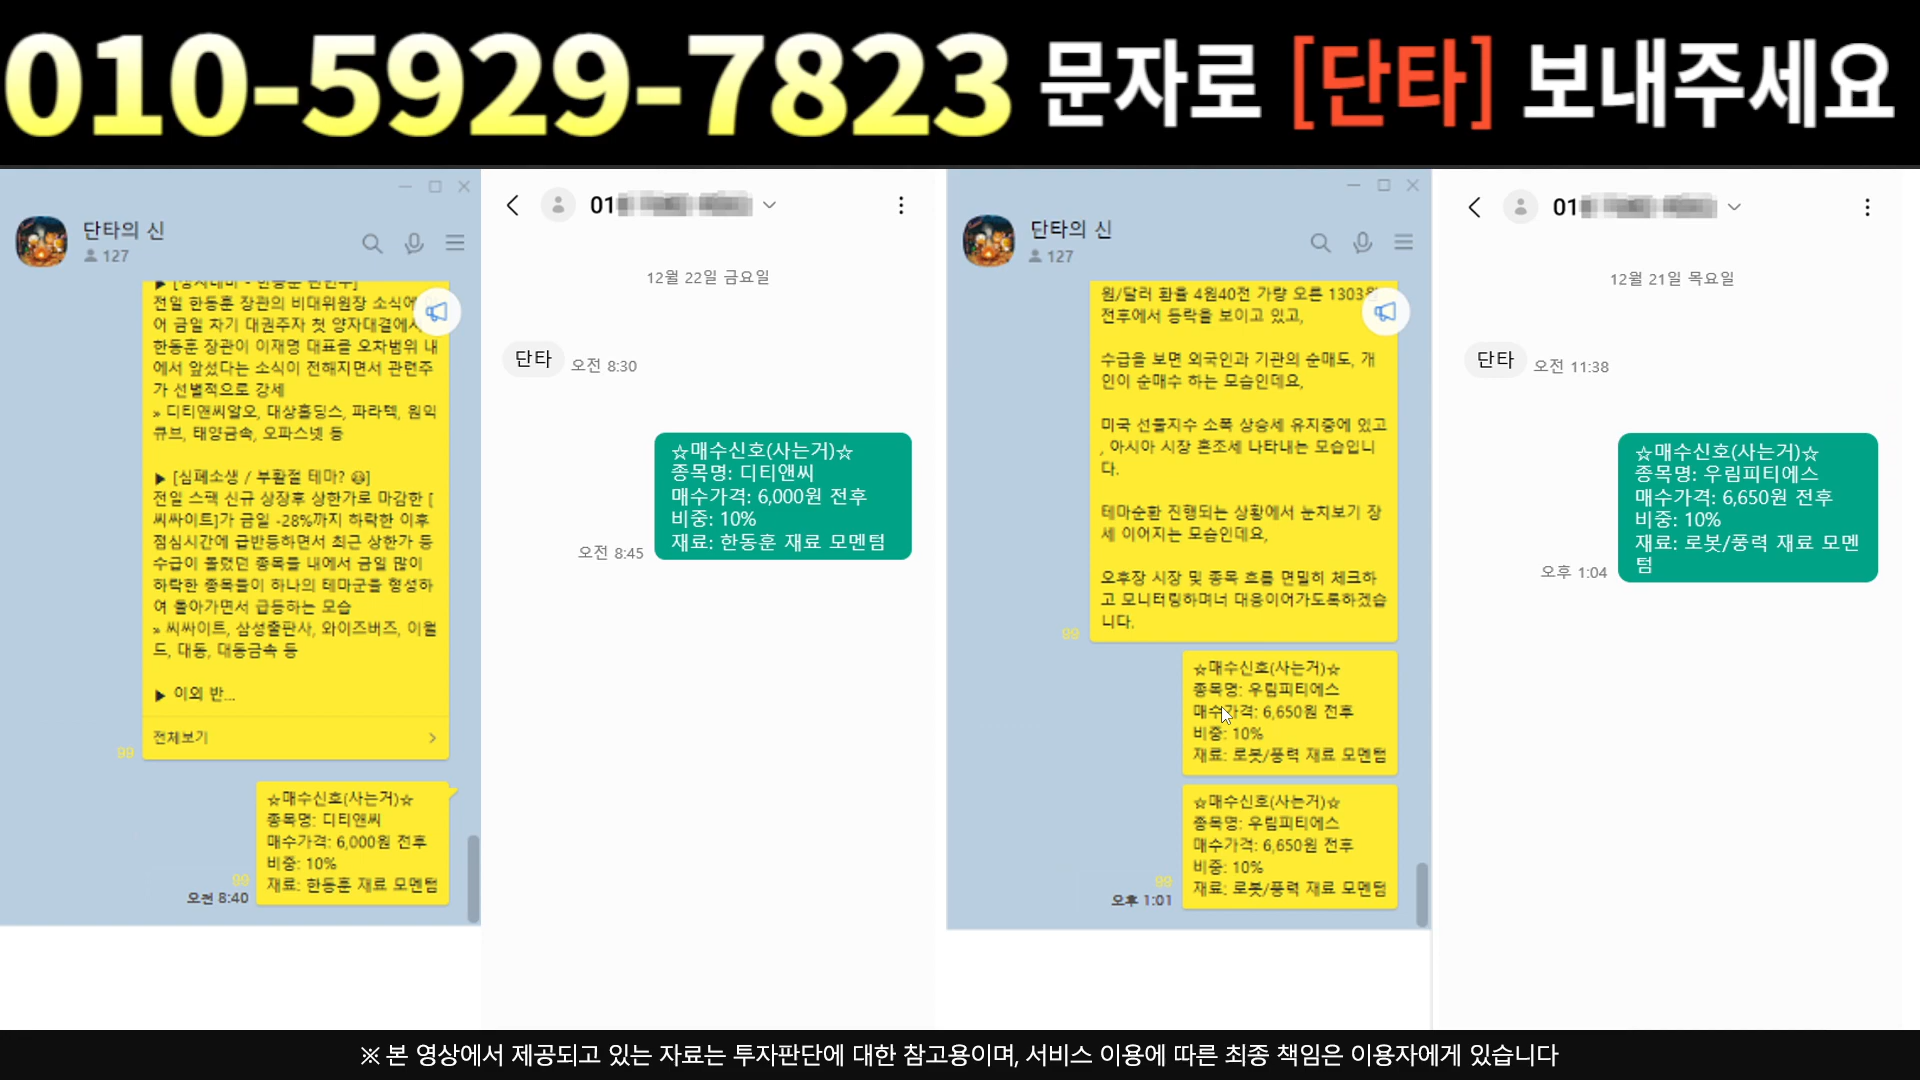 010-5929-7823 문자로 [단타] 보내주세요
단타의 신
127
전일 한동훈 장관의 비대위원장 소식에
어 금일 차기 대권주자 첫 양자대결에서
한동훈 장관이 이재명 대표를 오차범위 내
에서 앞섰다는 소식이 전해지면서 관련주
가 선별적으로 강세
» 디티앤씨알오, 대상홀딩스, 파라텍, 원익
큐브, 태양금속, 오파스넷 등
▶ [심폐소생 / 부활절 테마? 😃]
전일 스팩 신규 상장후 상한가로 마감한 [
씨싸이트]가 금일 -28%까지 하락한 이후
점심시간에 급반등하면서 최근 상한가 등
수급이 몰렸던 종목들 내에서 금일 많이
하락한 종목들이 하나의 테마군을 형성하
여 돌아가면서 급등하는 모습
» 씨싸이트, 삼성출판사, 와이즈버즈, 이월
드, 대동, 대동금속 등
▶ 이외 반...
전체보기
99
☆매수신호(사는거)☆
종목명: 디티앤씨
매수가격: 6,000원 전후
비중: 10%
재료: 한동훈 재료 모멘텀
99
오전 8:40
01
12월 22일 금요일
단타 오전 8:30
☆매수신호(사는거)☆
종목명: 디티앤씨
매수가격: 6,000원 전후
비중: 10%
재료: 한동훈 재료 모멘텀
오전 8:45
단타의 신
127
원/달러 환율 4원40전 가량 오른 1303원
전후에서 등락을 보이고 있고,
수급을 보면 외국인과 기관의 순매도, 개
인이 순매수 하는 모습인데요,
미국 선물지수 소폭 상승세 유지중에 있고
, 아시아 시장 혼조세 나타내는 모습입니
다.
테마순환 진행되는 상황에서 눈치보기 장
세 이어지는 모습인데요,
오후장 시장 및 종목 흐름 면밀히 체크하
고 모니터링하며너 대응이어가도록하겠습
니다.
99
☆매수신호(사는거)☆
종목명: 우림피티에스
매수가격: 6,650원 전후
비중: 10%
재료: 로봇/풍력 재료 모멘텀
☆매수신호(사는거)☆
종목명: 우림피티에스
매수가격: 6,650원 전후
비중: 10%
재료: 로봇/풍력 재료 모멘텀
99
오후 1:01
01
12월 21일 목요일
단타 오전 11:38
☆매수신호(사는거)☆
종목명: 우림피티에스
매수가격: 6,650원 전후
비중: 10%
재료: 로봇/풍력 재료 모멘
텀
오후 1:04
※ 본 영상에서 제공되고 있는 자료는 투자판단에 대한 참고용이며, 서비스 이용에 따른 최종 책임은 이용자에게 있습니다